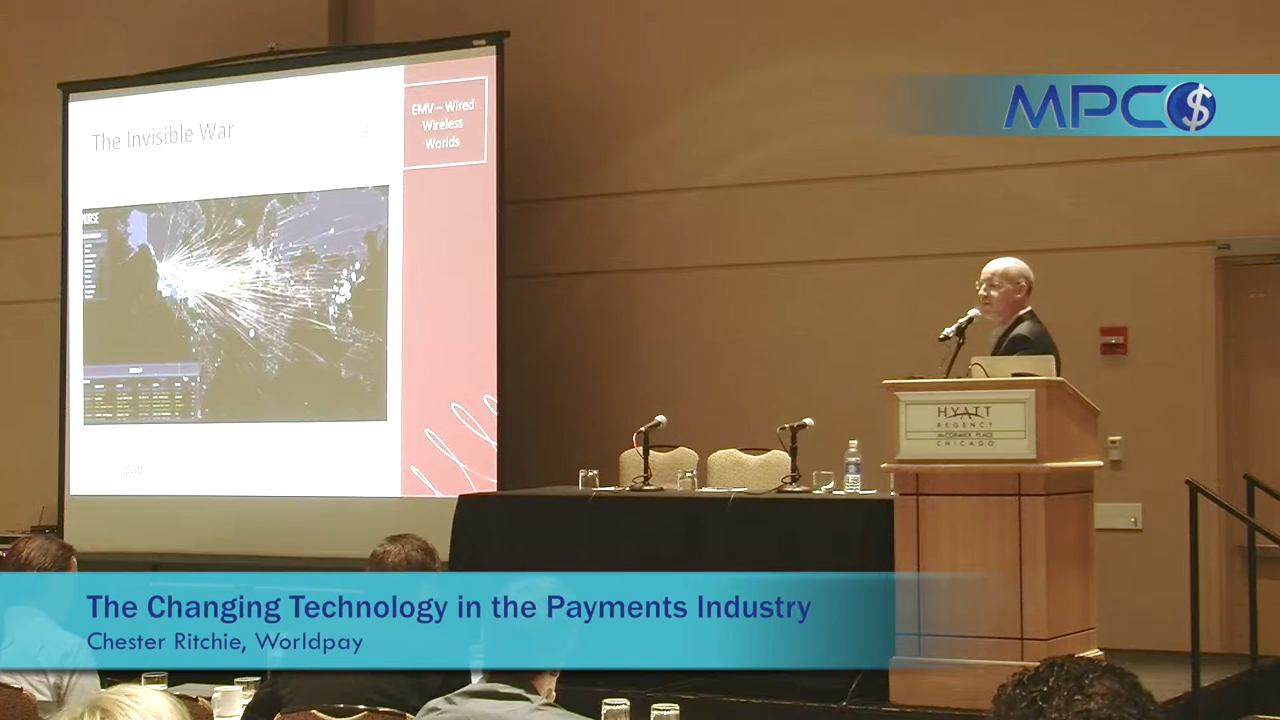 MPC$
EMV – Wired
Wireless
Worlds
The Invisible War
HYATT
REGENCY
McCORMICK PLACE
CHICAGO
The Changing Technology in the Payments Industry
Chester Ritchie, Worldpay